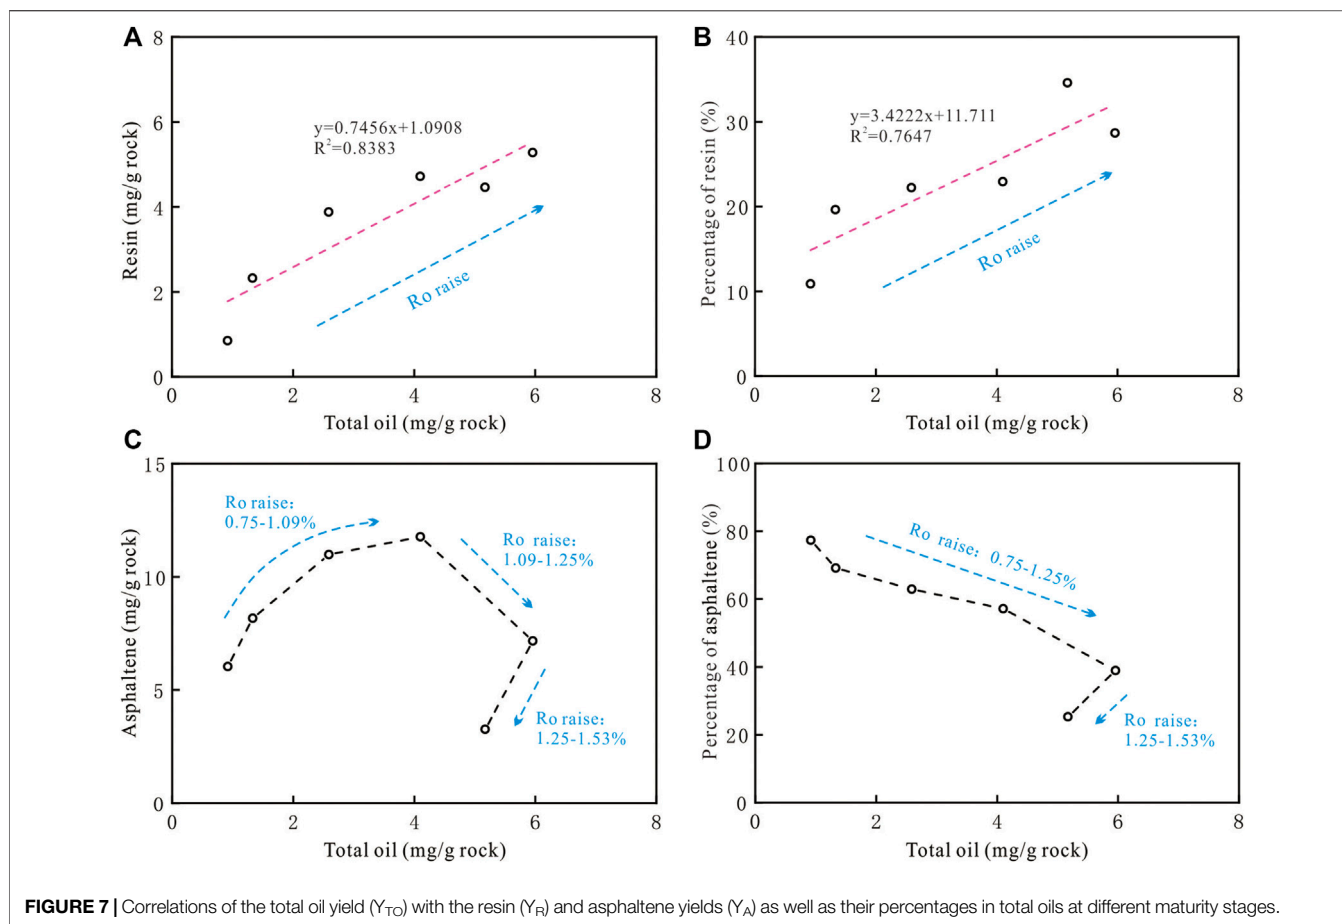 A
8
6
4
2
0
Resin (mg/g rock)
y=0.7456x+1.0908
R²=0.8383
Ro raise
0 2 4 6 8
Total oil (mg/g rock)
B
40
30
20
10
0
Percentage of resin (%)
y=3.4222x+11.711
R²=0.7647
Ro raise
0 2 4 6 8
Total oil (mg/g rock)
C
15
10
5
0
Asphaltene (mg/g rock)
Ro raise:
0.75-1.09%
Ro raise:
1.09-1.25%
Ro raise:
1.25-1.53%
0 2 4 6 8
Total oil (mg/g rock)
D
100
80
60
40
20
0
Percentage of asphaltene (%)
Ro raise: 0.75-1.25%
Ro raise:
1.25-1.53%
0 2 4 6 8
Total oil (mg/g rock)
FIGURE 7 | Correlations of the total oil yield (Y_TO) with the resin (Y_R) and asphaltene yields (Y_A) as well as their percentages in total oils at different maturity stages.